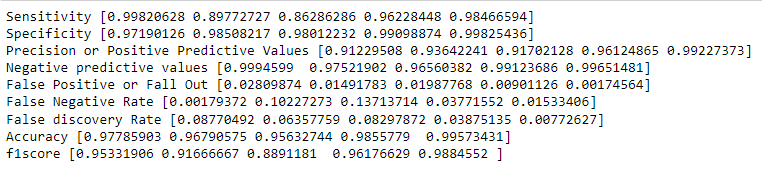 Sensitivity [0.99820628 0.89772727 0.86286286 0.96228448 0.98466594]
Specificity [0.97190126 0.98508217 0.98012232 0.99098874 0.99825436]
Precision or Positive Predictive Values [0.91229508 0.93642241 0.91702128 0.96124865 0.99227373]
Negative predictive values [0.9994599  0.97521902 0.96560382 0.99123686 0.99651481]
False Positive or Fall Out [0.02809874 0.01491783 0.01987768 0.00901126 0.00174564]
False Negative Rate [0.00179372 0.10227273 0.13713714 0.03771552 0.01533406]
False discovery Rate [0.08770492 0.06357759 0.08297872 0.03875135 0.00772627]
Accuracy [0.97785903 0.96790575 0.95632744 0.9855779  0.99573431]
f1score [0.95331906 0.91666667 0.8891181  0.96176629 0.9884552 ]